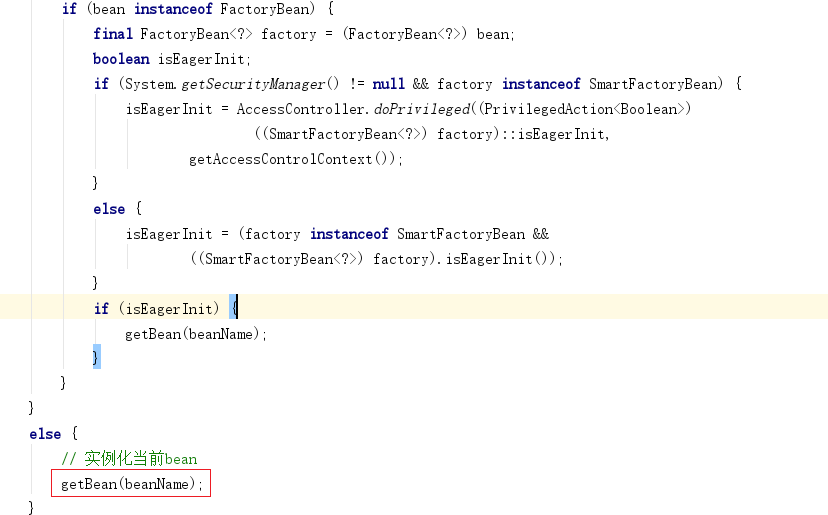 if (bean instanceof FactoryBean) {
final FactoryBean<?> factory = (FactoryBean<?>) bean;
boolean isEagerInit;
if (System.getSecurityManager() != null && factory instanceof SmartFactoryBean) {
isEagerInit = AccessController.doPrivileged((PrivilegedAction<Boolean>)
((SmartFactoryBean<?>) factory)::isEagerInit,
getAccessControlContext());
}
else {
isEagerInit = (factory instanceof SmartFactoryBean &&
((SmartFactoryBean<?>) factory).isEagerInit());
}
if (isEagerInit) {
getBean(beanName);
}
}
}
else {
// 实例化当前bean
getBean(beanName);
}